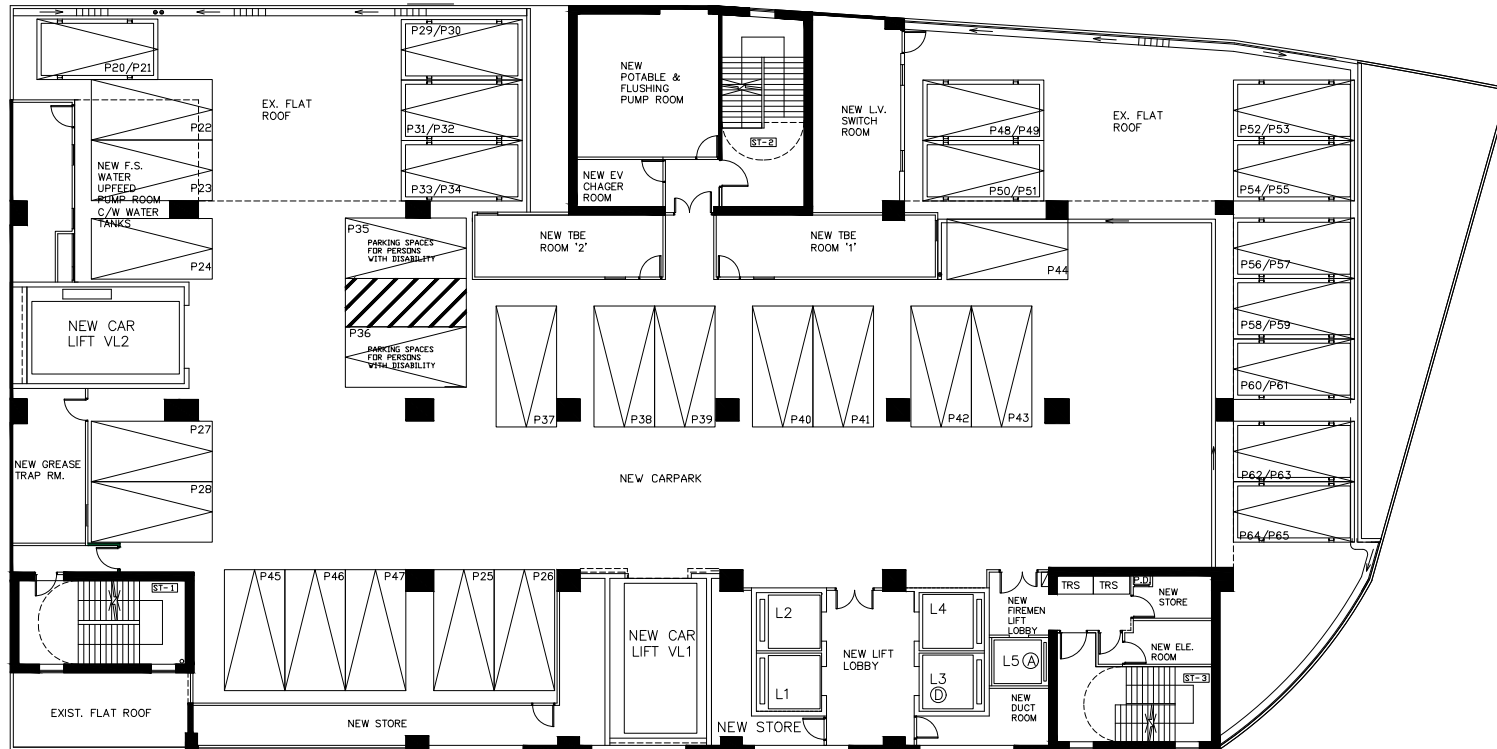 P29/P30
P20/P21
P22
P23
EX. FLAT
ROOF
P31/P32
P33/P34
NEW
POTABLE &
FLUSHING
PUMP ROOM
ST-2
NEW EV
CHAGER
ROOM
NEW L.V.
SWITCH
ROOM
P48/P49
P50/P51
EX. FLAT
ROOF
P52/P53
P54/P55
NEW F.S.
WATER
UPFEED
PUMP ROOM
C/W WATER
TANKS
P24
P35
PARKING SPACES
FOR PERSONS
WITH DISABILITY
P36
PARKING SPACES
FOR PERSONS
WITH DISABILITY
NEW TBE
ROOM '2'
NEW TBE
ROOM '1'
P44
P56/P57
P58/P59
P60/P61
NEW CAR
LIFT VL2
P37
P38
P39
P40
P41
P42
P43
P27
P28
NEW GREASE
TRAP RM.
NEW CARPARK
P62/P63
P64/P65
ST-1
P45
P46
P47
P25
P26
NEW CAR
LIFT VL1
L2
L1
NEW LIFT
LOBBY
L4
L3
D
NEW
FIREMEN
LIFT
LOBBY
L5 A
TRS
TRS
P.D
NEW
STORE
NEW ELE.
ROOM
ST-3
NEW
DUCT
ROOM
EXIST. FLAT ROOF
NEW STORE
NEW STORE